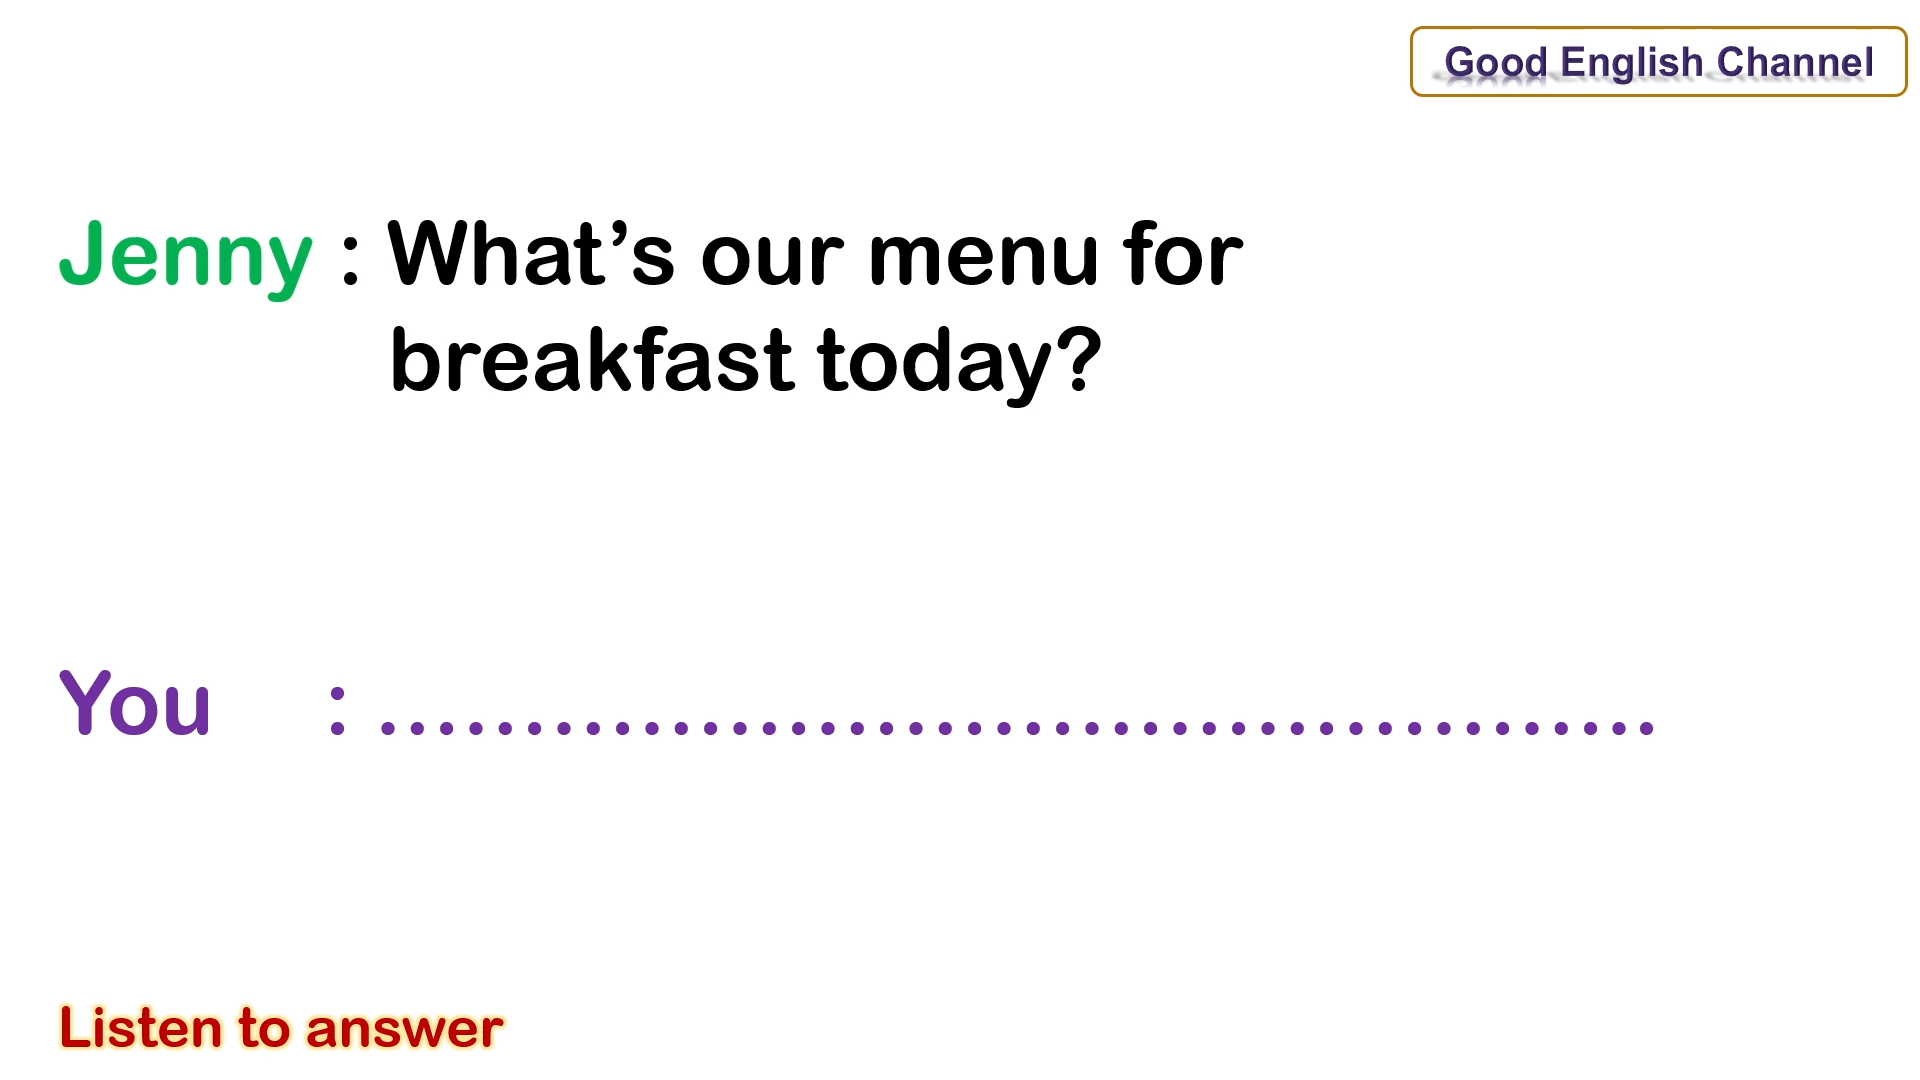 Good English Channel
Jenny : What’s our menu for
breakfast today?
You : ............................................
Listen to answer